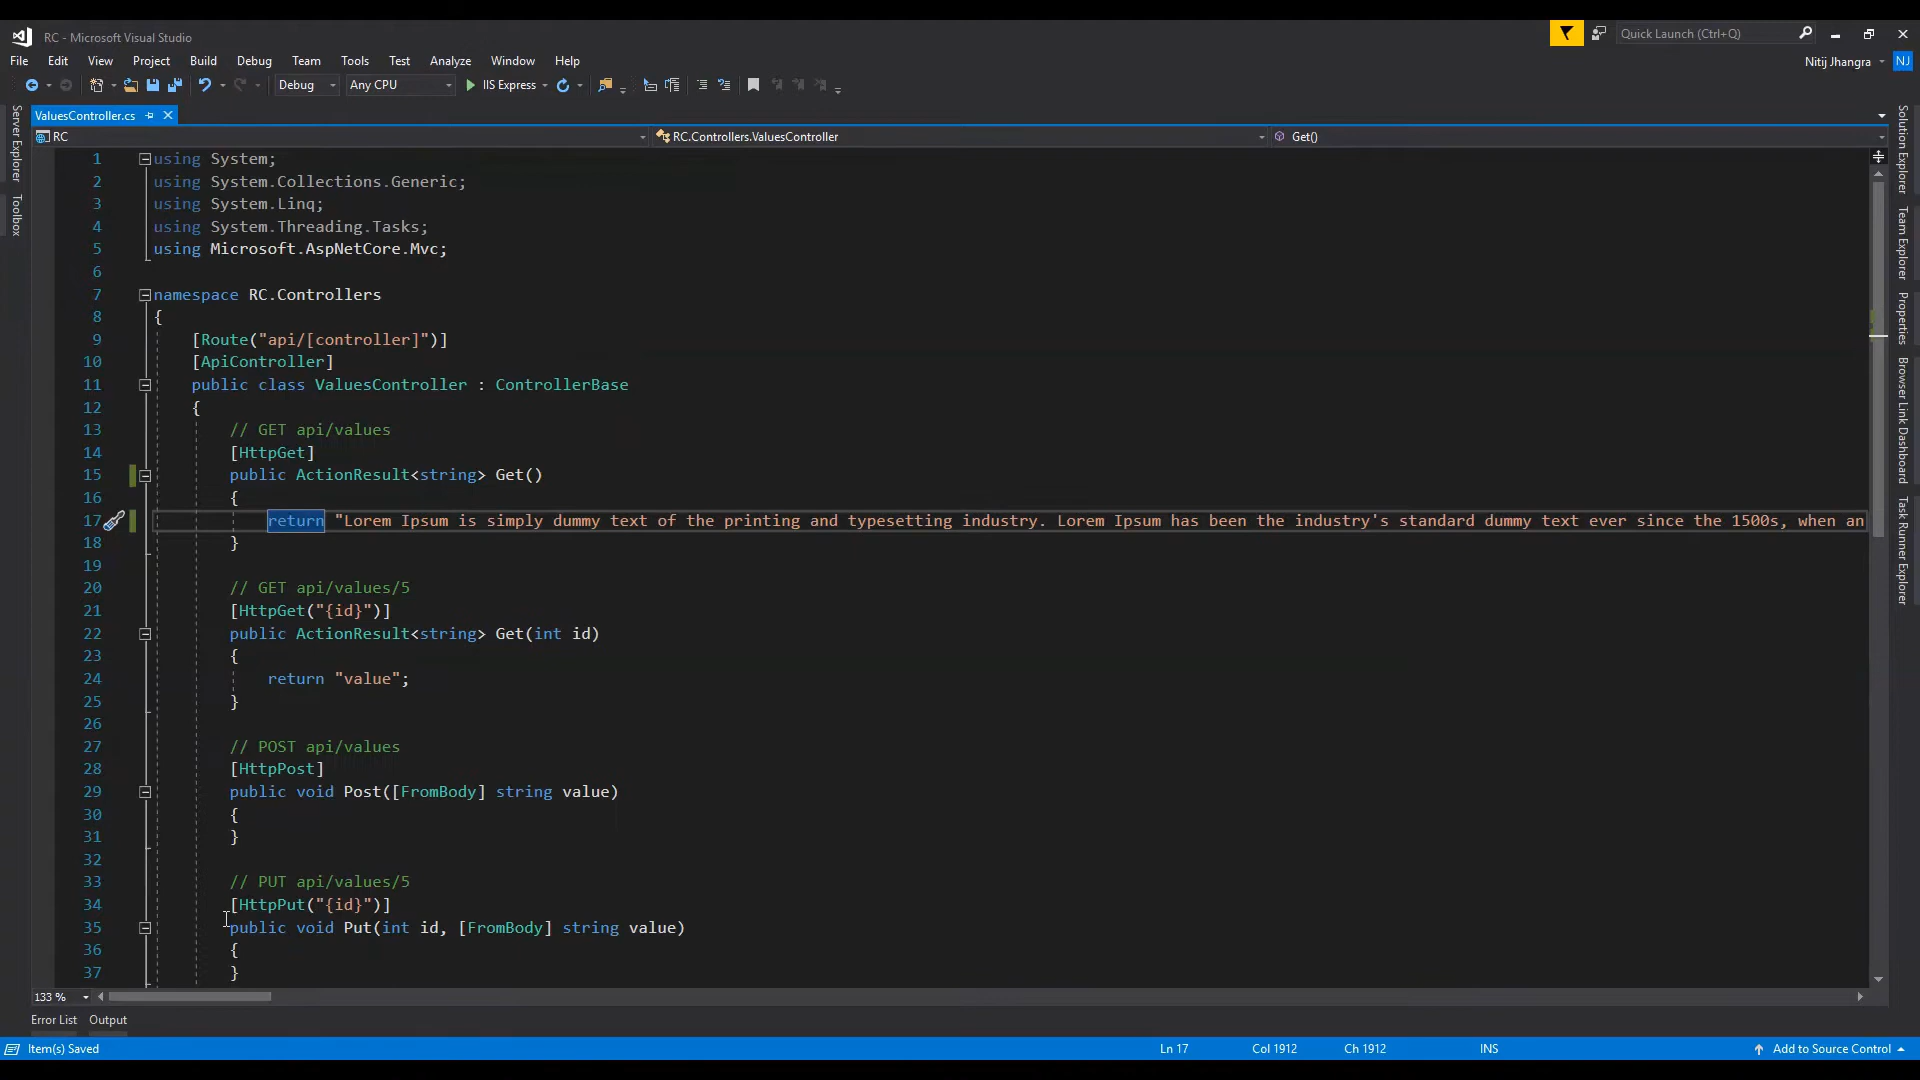 RC - Microsoft Visual Studio
Quick Launch (Ctrl+Q)
File Edit View Project Build Debug Team Tools Test Analyze Window Help
Nitij Jhangra NJ
Debug Any CPU IIS Express
ValuesController.cs
RC RC.Controllers.ValuesController Get()
1 using System;
2 using System.Collections.Generic;
3 using System.Linq;
4 using System.Threading.Tasks;
5 using Microsoft.AspNetCore.Mvc;
6
7 namespace RC.Controllers
8 {
9 [Route("api/[controller]")]
10 [ApiController]
11 public class ValuesController : ControllerBase
12 {
13 // GET api/values
14 [HttpGet]
15 public ActionResult<string> Get()
16 {
17 return "Lorem Ipsum is simply dummy text of the printing and typesetting industry. Lorem Ipsum has been the industry's standard dummy text ever since the 1500s, when an
18 }
19
20 // GET api/values/5
21 [HttpGet("{id}")]
22 public ActionResult<string> Get(int id)
23 {
24 return "value";
25 }
26
27 // POST api/values
28 [HttpPost]
29 public void Post([FromBody] string value)
30 {
31 }
32
33 // PUT api/values/5
34 [HttpPut("{id}")]
35 public void Put(int id, [FromBody] string value)
36 {
37 }
133 %
Error List Output
Item(s) Saved Ln 17 Col 1912 Ch 1912 INS Add to Source Control
Server Explorer
Toolbox
Solution Explorer
Team Explorer
Properties
Browser Link Dashboard
Task Runner Explorer